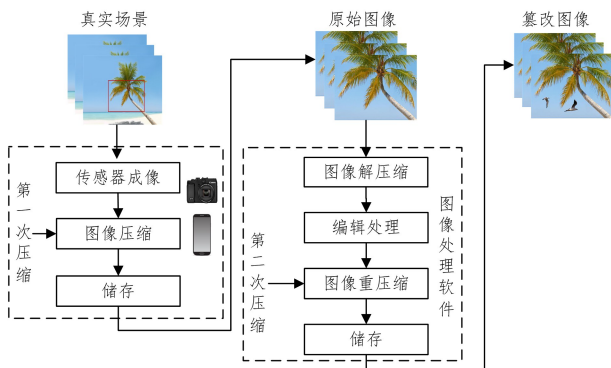 真实场景
传感器成像
第一次压缩
图像压缩
储存
原始图像
图像解压缩
编辑处理
第二次压缩
图像重压缩
储存
图像处理软件
篡改图像